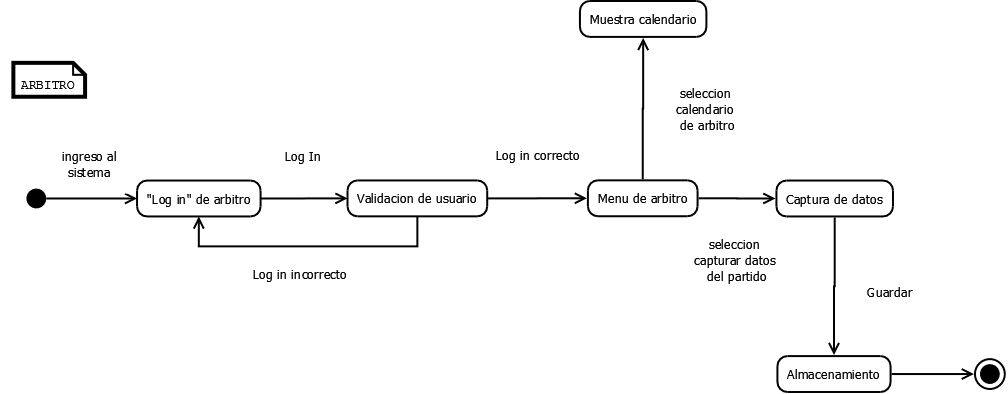 Muestra calendario
ARBITRO
seleccion
calendario
de arbitro
ingreso al
sistema
Log In
Log in correcto
"Log in" de arbitro
Validacion de usuario
Menu de arbitro
Captura de datos
Log in incorrecto
seleccion
capturar datos
del partido
Guardar
Almacenamiento